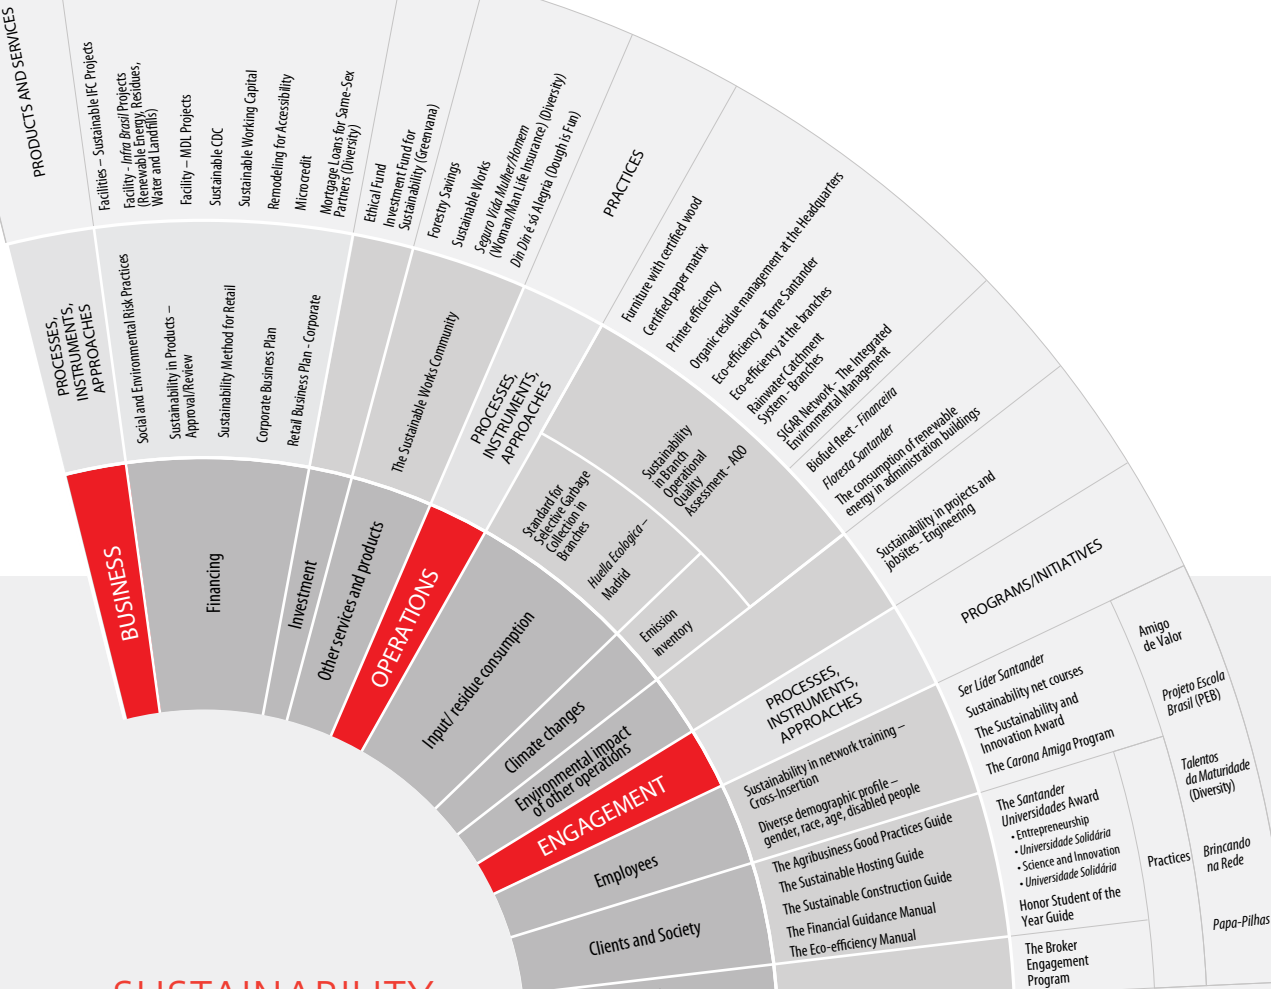 PRODUCTS AND SERVICES
Facilities – Sustainable IFC Projects
Facility - Infra Brasil Projects
(Renewable Energy, Residues,
Water and Landfills)
Facility – MDL Projects
Sustainable CDC
Sustainable Working Capital
Remodeling for Accessibility
Microcredit
Mortgage Loans for Same-Sex
Partners (Diversity)
Ethical Fund
Investment Fund for
Sustainability (Greenvana)
Forestry Savings
Sustainable Works
Seguro Vida Mulher/Homem
(Woman/Man Life Insurance) (Diversity)
Din Din é só Alegria (Dough is Fun)
PROCESSES,
INSTRUMENTS,
APPROACHES
Social and Environmental Risk Practices
Sustainability in Products –
Approval/Review
Sustainability Method for Retail
Corporate Business Plan
Retail Business Plan - Corporate
The Sustainable Works Community
BUSINESS
Financing
Investment
Other services and products
PRACTICES
Furniture with certified wood
Certified paper matrix
Printer efficiency
Organic residue management at the Headquarters
Eco-efficiency at Torre Santander
Eco-efficiency at the branches
Rainwater Catchment
System - Branches
SIGAR Network - The Integrated
Environmental Management
Biofuel fleet - Financeira
Floresta Santander
The consumption of renewable
energy in administration buildings
Sustainability in projects and
jobsites - Engineering
PROCESSES,
INSTRUMENTS,
APPROACHES
Standard for
Selective Garbage
Collection in
Branches
Huella Ecologica –
Madrid
Sustainability
in Branch
Operational
Quality
Assessment - AQO
Emission
inventory
OPERATIONS
Input/ residue consumption
Climate changes
Environmental impact
of other operations
PROGRAMS/INITIATIVES
Ser Líder Santander
Sustainability net courses
The Sustainability and
Innovation Award
The Carona Amiga Program
Amigo
de Valor
Projeto Escola
Brasil (PEB)
Talentos
da Maturidade
(Diversity)
Brincando
na Rede
Papa-Pilhas
PROCESSES,
INSTRUMENTS,
APPROACHES
Sustainability in network training –
Cross-Insertion
Diverse demographic profile –
gender, race, age, disabled people
The Agribusiness Good Practices Guide
The Sustainable Hosting Guide
The Sustainable Construction Guide
The Financial Guidance Manual
The Eco-efficiency Manual
The Santander
Universidades Award
• Entrepreneurship
• Universidade Solidária
• Science and Innovation
• Universidade Solidária
Honor Student of the
Year Guide
Practices
The Broker
Engagement
Program
ENGAGEMENT
Employees
Clients and Society
SUSTAINABILITY